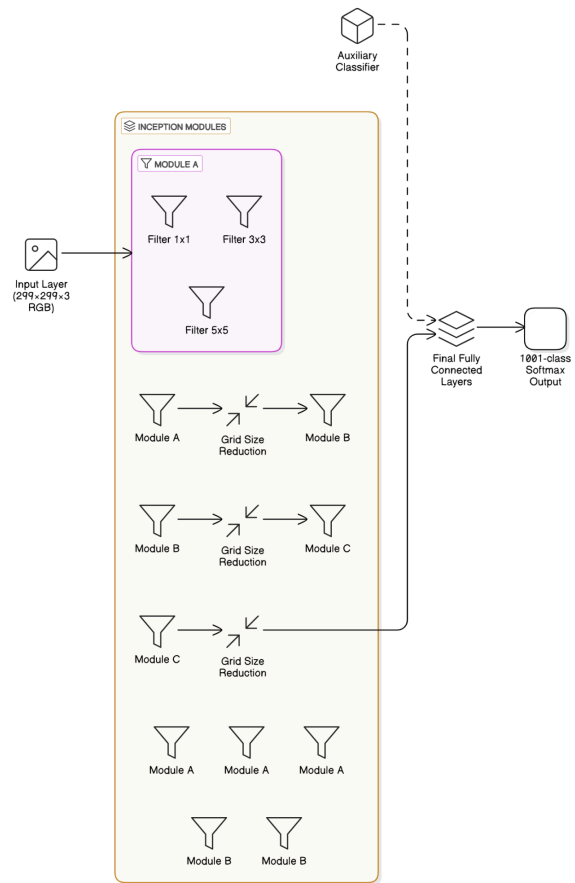 Auxiliary
Classifier
INCEPTION MODULES
MODULE A
Filter 1x1
Filter 3x3
Input Layer
(299×299×3
RGB)
Filter 5x5
Final Fully
Connected
Layers
1001-class
Softmax
Output
Module A
Grid Size
Reduction
Module B
Module B
Grid Size
Reduction
Module C
Module C
Grid Size
Reduction
Module A
Module A
Module A
Module B
Module B